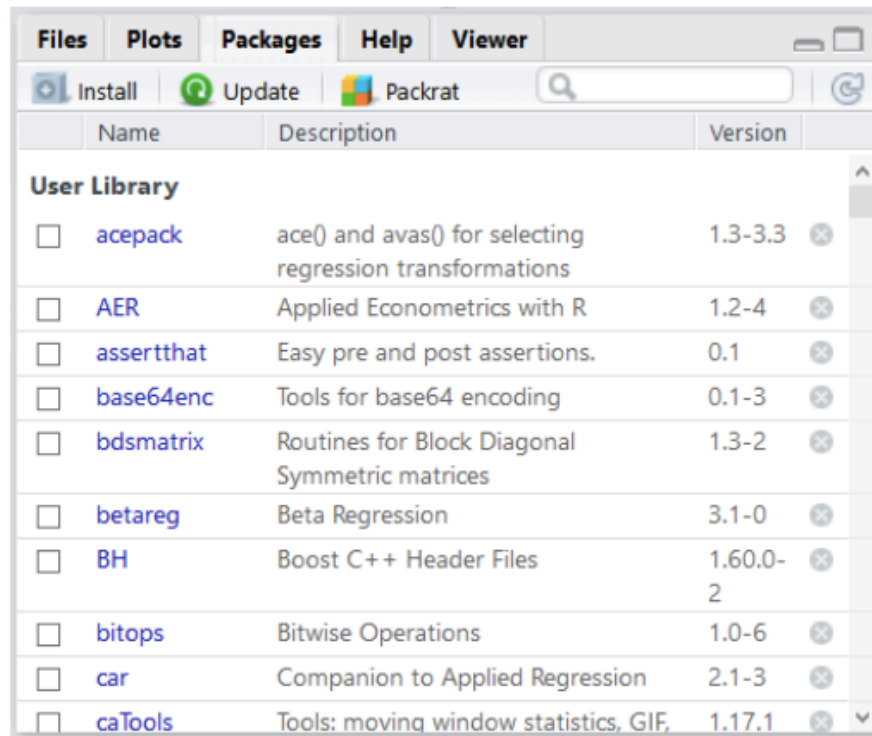 Files Plots Packages Help Viewer
Install Update Packrat
Name Description Version
User Library
acepack ace() and avas() for selecting 1.3-3.3
regression transformations
AER Applied Econometrics with R 1.2-4
assertthat Easy pre and post assertions. 0.1
base64enc Tools for base64 encoding 0.1-3
bdsmatrix Routines for Block Diagonal 1.3-2
Symmetric matrices
betareg Beta Regression 3.1-0
BH Boost C++ Header Files 1.60.0-
2
bitops Bitwise Operations 1.0-6
car Companion to Applied Regression 2.1-3
caTools Tools: moving window statistics, GIF, 1.17.1